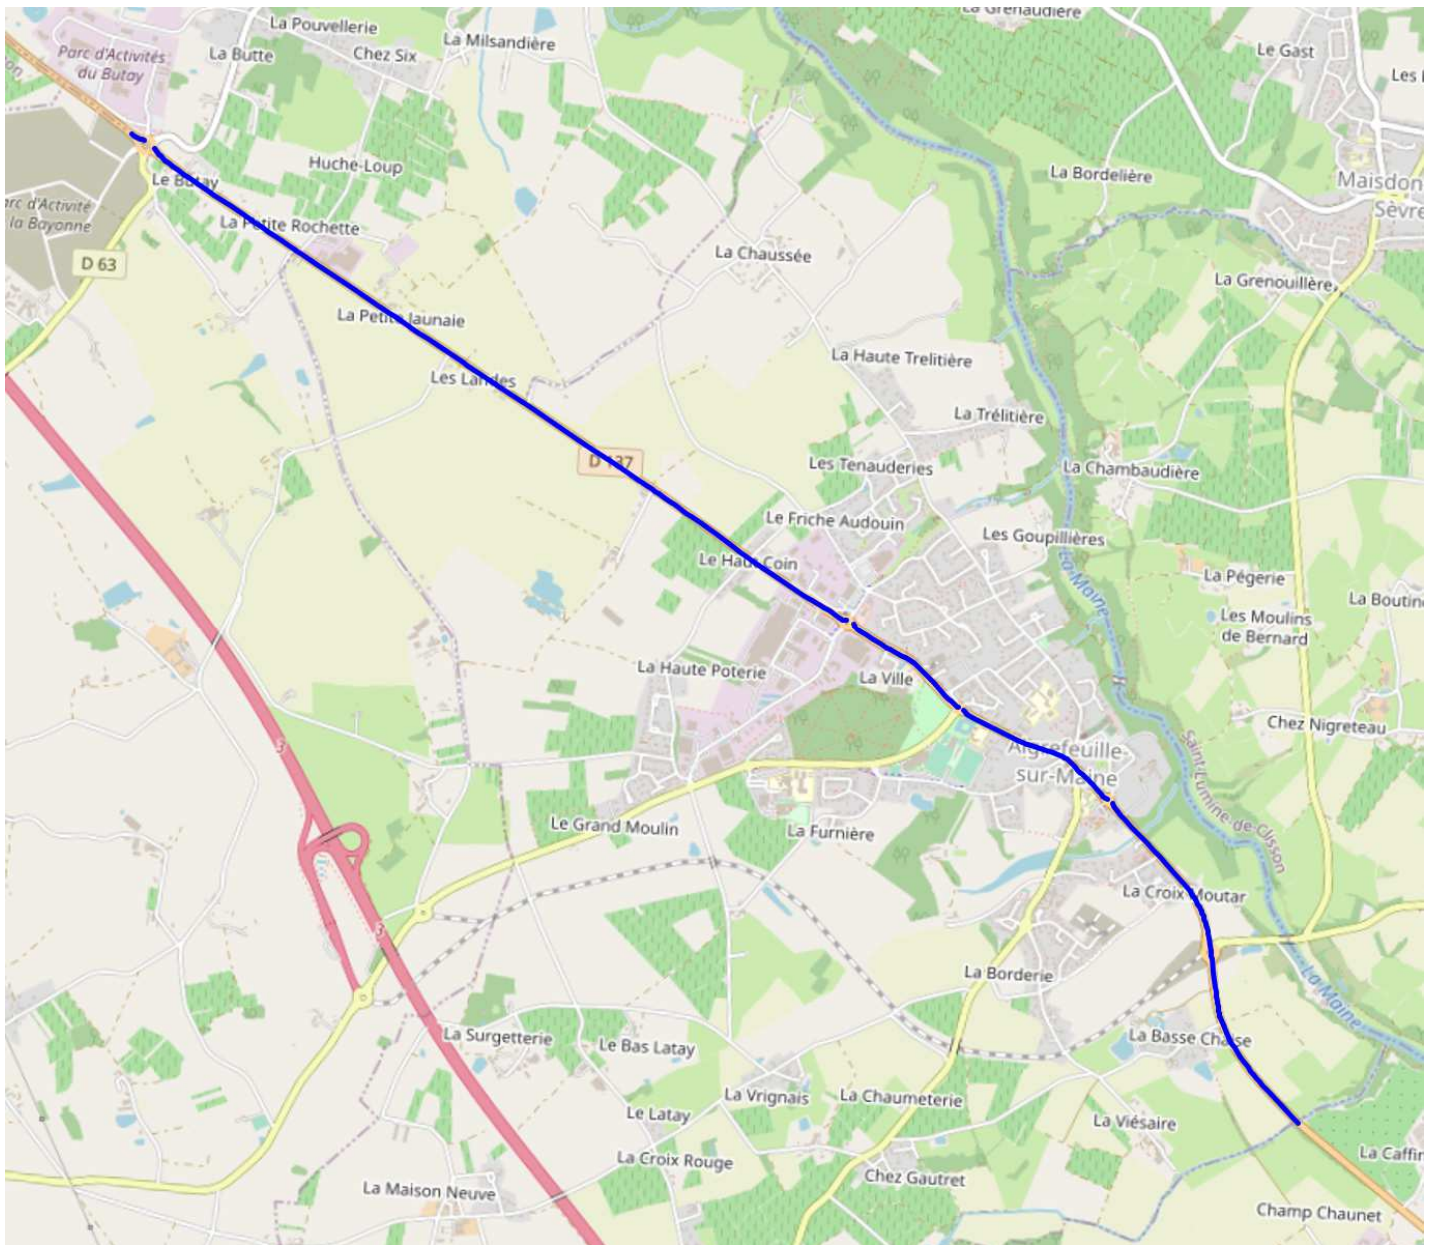 La Grenaudière
La Pouvellerie
La Milsandière
Le Gast
Parc d'Activités
du Butay
La Butte
Chez Six
Les
Huche-Loup
La Bordelière
Le Butay
Maisdon
Sèvre
arc d'Activité
la Bayonne
La Petite Rochette
D 63
La Chaussée
La Grenouillère
La Petite Jaunaie
La Haute Trelitière
Les Landes
La Trélitière
D 137
Les Tenauderies
La Chambaudière
Le Friche Audouin
Les Goupillières
Le Haut Coin
La Maine
La Pégerie
La Boutin
Les Moulins
de Bernard
La Haute Poterie
La Ville
Chez Nigreteau
3
Aigrefeuille-
sur-Maine
Saint-Lumine-de-Clisson
Le Grand Moulin
La Furnière
La Croix Moutar
3
La Borderie
La Maine
La Surgetterie
Le Bas Latay
La Basse Chaise
La Vrignais
La Chaumeterie
Le Latay
La Viésaire
La Croix Rouge
La Caffin
Chez Gautret
La Maison Neuve
Champ Chaunet